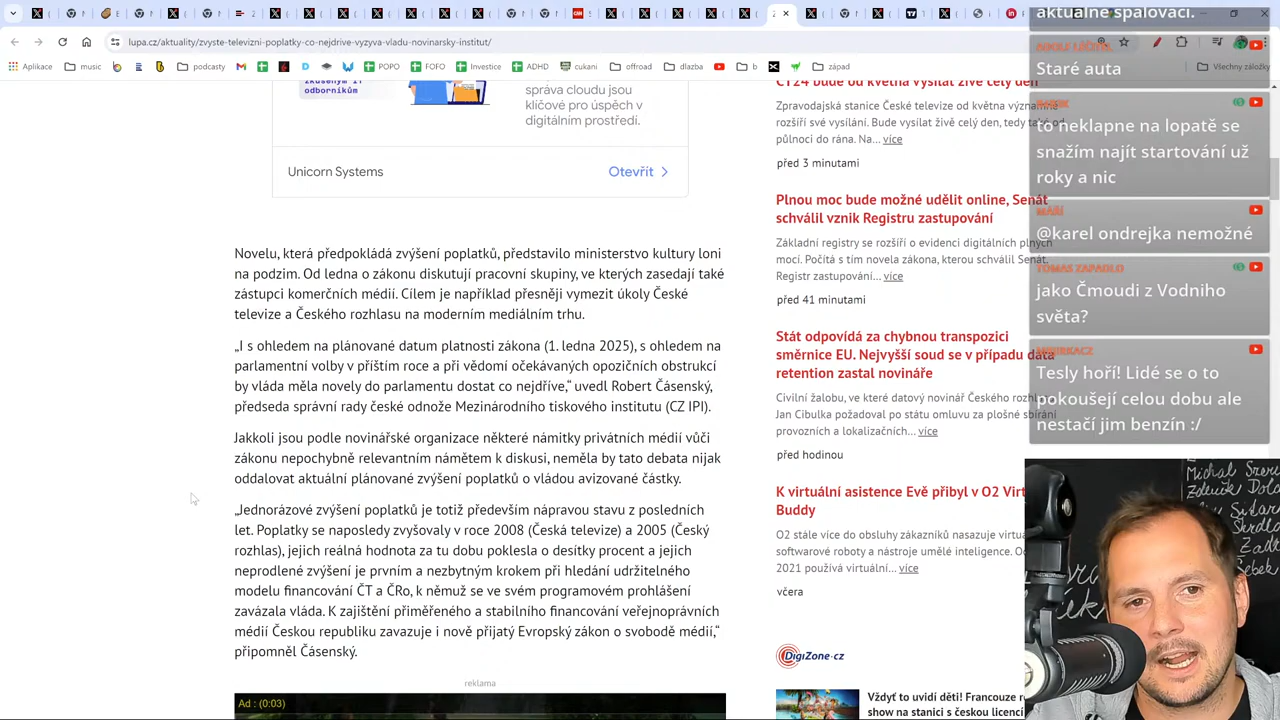 lupa.cz/aktuality/zvyste-televizni-poplatky-co-nejdrive-vyzyva-vladu-novinarsky-institut/
Aplikace
music
podcasty
POPO
FOFO
Investice
ADHD
cukani
offroad
dlazba
b
západ
Všechny záložky
odborníkům
správa cloudu jsou
klíčové pro úspěch v
digitálním prostředí.
Unicorn Systems
Otevřít
Novelu, která předpokládá zvýšení poplatků, představilo ministerstvo kultury loni
na podzim. Od ledna o zákonu diskutují pracovní skupiny, ve kterých zasedají také
zástupci komerčních médií. Cílem je například přesněji vymezit úkoly České
televize a Českého rozhlasu na moderním mediálním trhu.
„I s ohledem na plánované datum platnosti zákona (1. ledna 2025), s ohledem na
parlamentní volby v příštím roce a při vědomí očekávaných opozičních obstrukcí
by vláda měla novely do parlamentu dostat co nejdříve,“ uvedl Robert Čásenský,
předseda správní rady české odnože Mezinárodního tiskového institutu (CZ IPI).
Jakkoli jsou podle novinářské organizace některé námitky privátních médií vůči
zákonu nepochybně relevantním námětem k diskusi, neměla by tato debata nijak
oddalovat aktuální plánované zvýšení poplatků o vládou avizované částky.
„Jednorázové zvýšení poplatků je totiž především nápravou stavu z posledních
let. Poplatky se naposledy zvyšovaly v roce 2008 (Česká televize) a 2005 (Český
rozhlas), jejich reálná hodnota za tu dobu poklesla o desítky procent a jejich
neprodlené zvýšení je prvním a nezbytným krokem při hledání udržitelného
modelu financování ČT a ČRo, k němuž se ve svém programovém prohlášení
zavázala vláda. K zajištění přiměřeného a stabilního financování veřejnoprávních
médií Českou republiku zavazuje i nově přijatý Evropský zákon o svobodě médií,“
připomněl Čásenský.
reklama
Ad : (0:03)
ČT24 bude od května vysílat živě celý den
Zpravodajská stanice České televize od května významně
rozšíří své vysílání. Bude vysílat živě celý den, tedy také od
půlnoci do rána. Na... více
před 3 minutami
Plnou moc bude možné udělit online, Senát
schválil vznik Registru zastupování
Základní registry se rozšíří o evidenci digitálních plných
mocí. Počítá s tím novela zákona, kterou schválil Senát.
Registr zastupování... více
před 41 minutami
Stát odpovídá za chybnou transpozici
směrnice EU. Nejvyšší soud se v případu data
retention zastal novináře
Civilní žalobu, ve které datový novinář Českého rozhlasu
Jan Cibulka požadoval po státu omluvu za plošné sbírání
provozních a lokalizačních... více
před hodinou
K virtuální asistence Evě přibyl v O2 Virt
Buddy
O2 stále více do obsluhy zákazníků nasazuje virtuá
softwarové roboty a nástroje umělé inteligence. Od
2021 používá virtuální... více
včera
DigiZone.cz
Vždyť to uvidí děti! Francouze r
show na stanici s českou licencí
aktuálně spalovací.
Staré auta
to neklapne na lopatě se
snažím najít startování už
roky a nic
@karel ondrejka nemožné
TOMAS ZAPADLO
jako Čmoudi z Vodního
světa?
Tesly hoří! Lidé se o to
pokoušejí celou dobu ale
nestačí jim benzín :/
Michal
Zdeněk